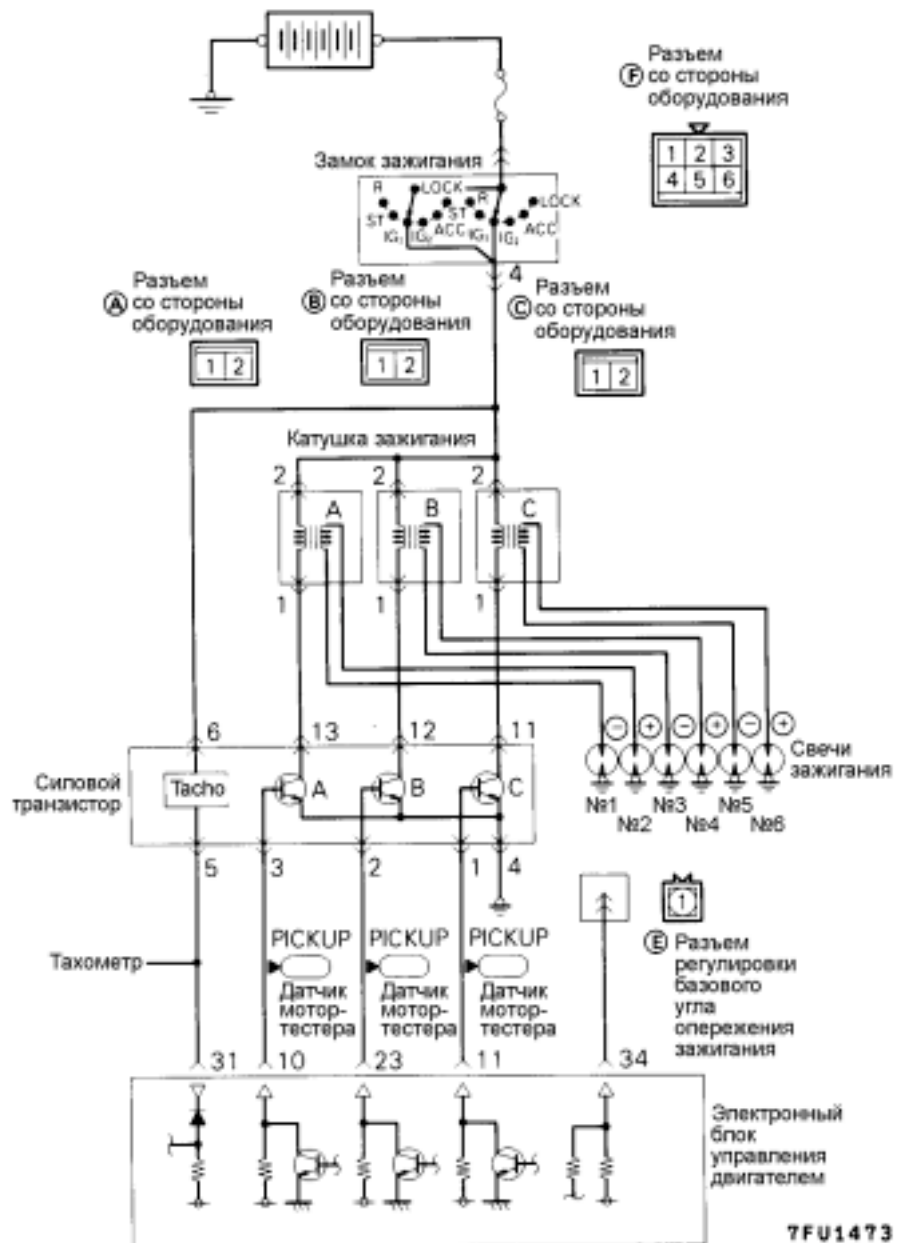 Разъем
Ⓕ со стороны
оборудования
1 2 3
4 5 6
Замок зажигания
R LOCK R LOCK
ST IG₁ IG₂ ACC ST IG₁ IG₂ ACC
4
Разъем
Ⓐ со стороны
оборудования
1 2
Разъем
Ⓑ со стороны
оборудования
1 2
Разъем
Ⓒ со стороны
оборудования
1 2
Катушка зажигания
2 2 2
A B C
1 1 1
6 13 12 11
Силовой
транзистор
Tacho A B C
5 3 2 1 4
− + − + − +
Свечи
зажигания
№1 №3 №5
№2 №4 №6
Тахометр
PICKUP
Датчик
мотор-
тестера
PICKUP
Датчик
мотор-
тестера
PICKUP
Датчик
мотор-
тестера
1
Ⓔ Разъем
регулировки
базового
угла
опережения
зажигания
31 10 23 11 34
Электронный
блок
управления
двигателем
7FU1473